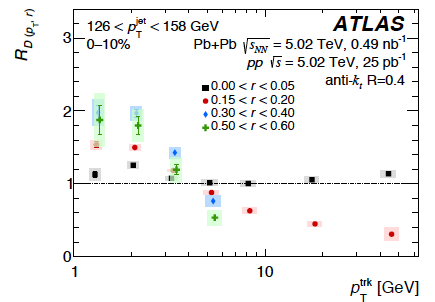 126 < p_T^jet < 158 GeV
ATLAS
0–10%
Pb+Pb √s_NN = 5.02 TeV, 0.49 nb⁻¹
pp √s = 5.02 TeV, 25 pb⁻¹
anti-k_t R=0.4
0.00 < r < 0.05
0.15 < r < 0.20
0.30 < r < 0.40
0.50 < r < 0.60
R_D (p_T, r)
3
2
1
0
1
10
p_T^trk [GeV]